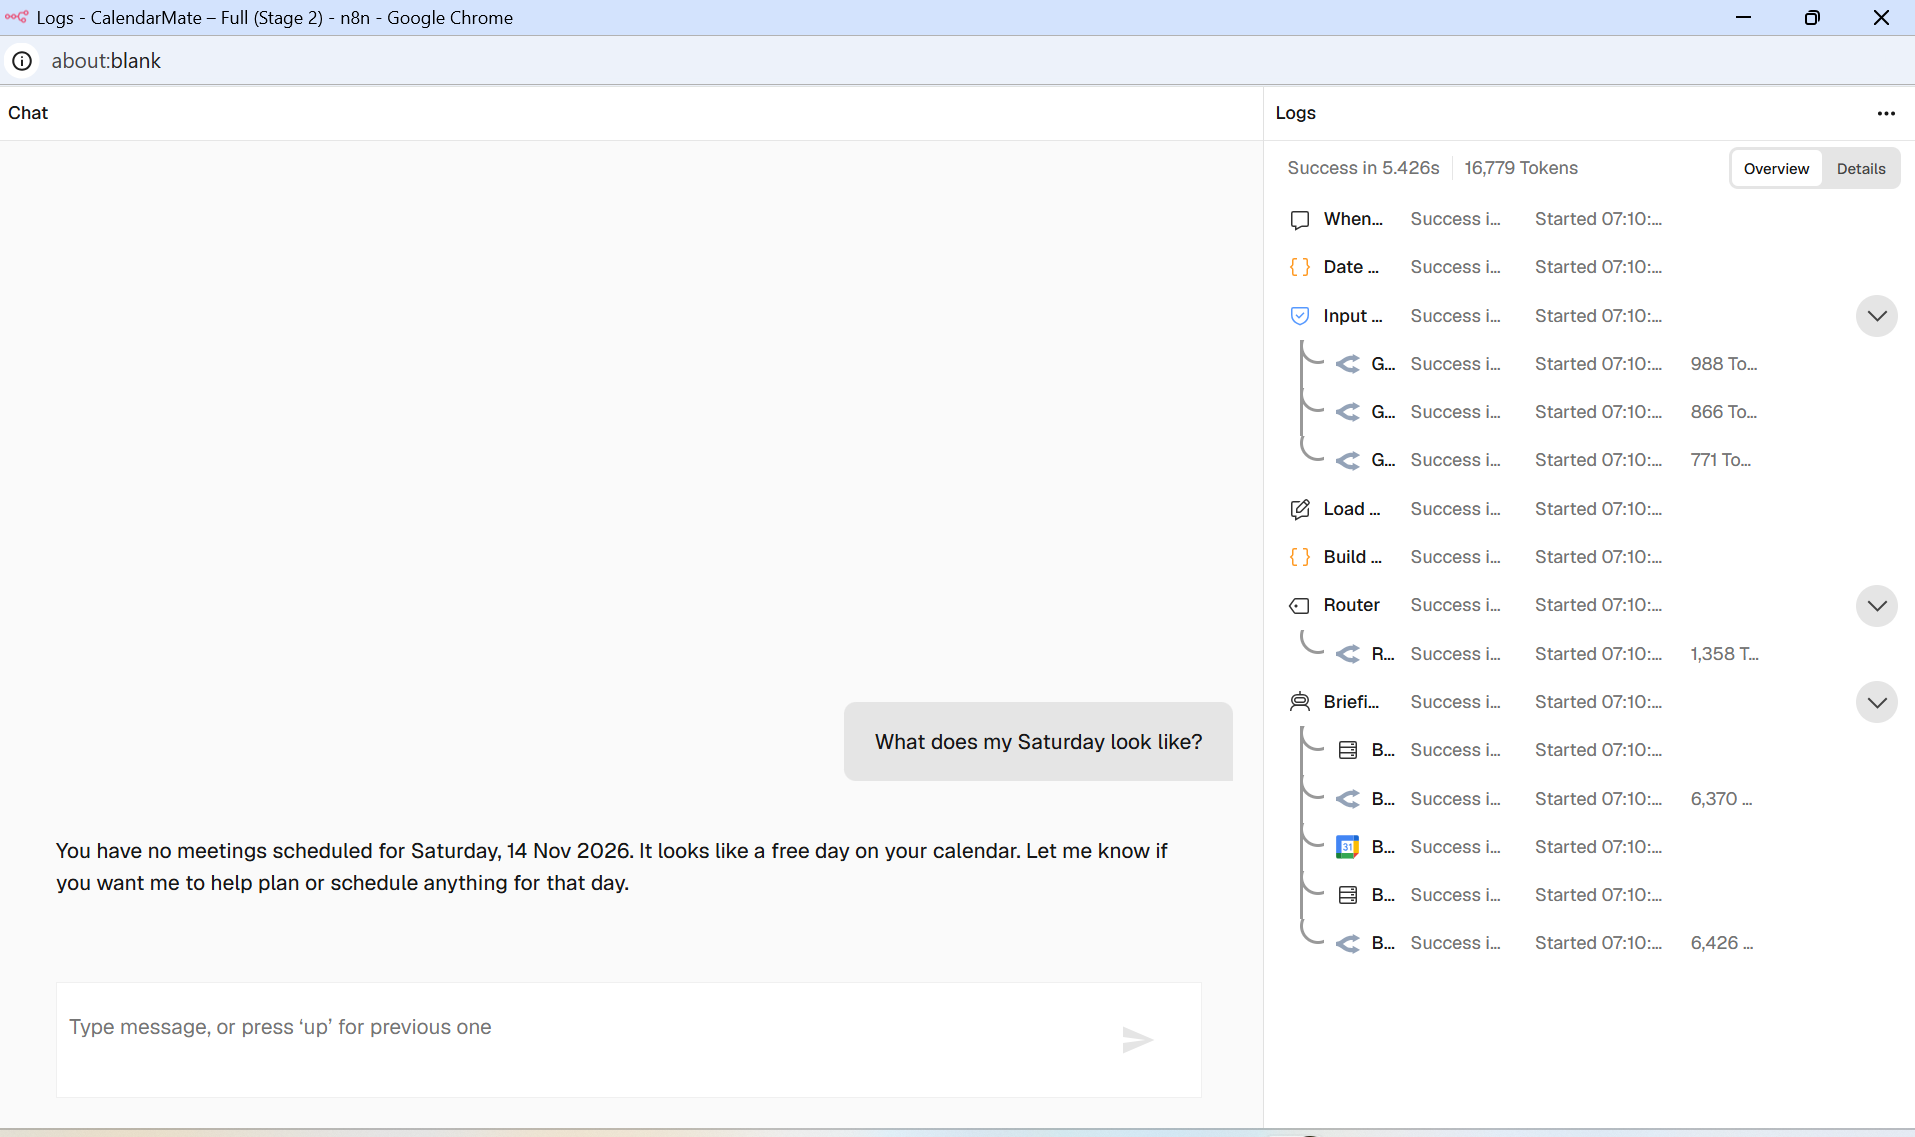 Logs - CalendarMate – Full (Stage 2) - n8n - Google Chrome
about:blank
Chat
Logs
Success in 5.426s
16,779 Tokens
Overview
Details
When... Success i... Started 07:10:...
{} Date ... Success i... Started 07:10:...
Input ... Success i... Started 07:10:...
G... Success i... Started 07:10:... 988 To...
G... Success i... Started 07:10:... 866 To...
G... Success i... Started 07:10:... 771 To...
Load ... Success i... Started 07:10:...
{} Build ... Success i... Started 07:10:...
Router Success i... Started 07:10:...
R... Success i... Started 07:10:... 1,358 T...
Briefi... Success i... Started 07:10:...
B... Success i... Started 07:10:...
B... Success i... Started 07:10:... 6,370 ...
31 B... Success i... Started 07:10:...
B... Success i... Started 07:10:...
B... Success i... Started 07:10:... 6,426 ...
What does my Saturday look like?
You have no meetings scheduled for Saturday, 14 Nov 2026. It looks like a free day on your calendar. Let me know if
you want me to help plan or schedule anything for that day.
Type message, or press ‘up’ for previous one